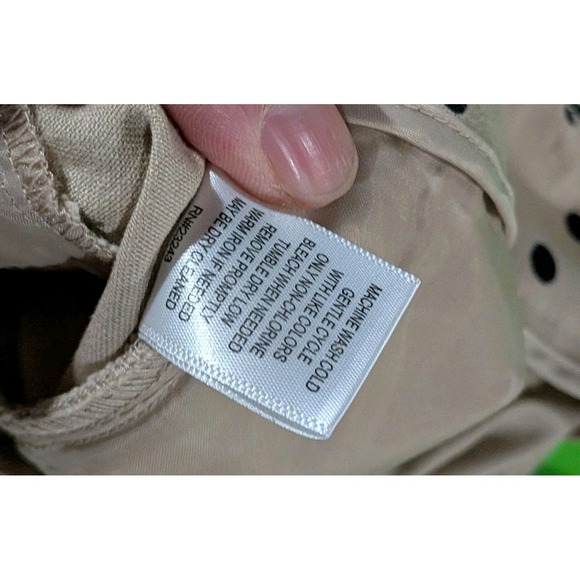 MACHINE WASH COLD
GENTLE CYCLE
WITH LIKE COLORS
ONLY NON-CHLORINE
BLEACH WHEN NEEDED
TUMBLE DRY LOW
REMOVE PROMPTLY
WARM IRON IF NEEDED
MAY BE DRY CLEANED
RN#23243